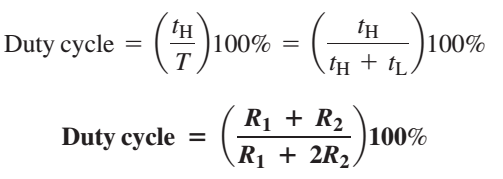 Duty cycle = (tH/T)100% = (tH/(tH + tL))100%
Duty cycle = ((R1 + R2)/(R1 + 2R2))100%